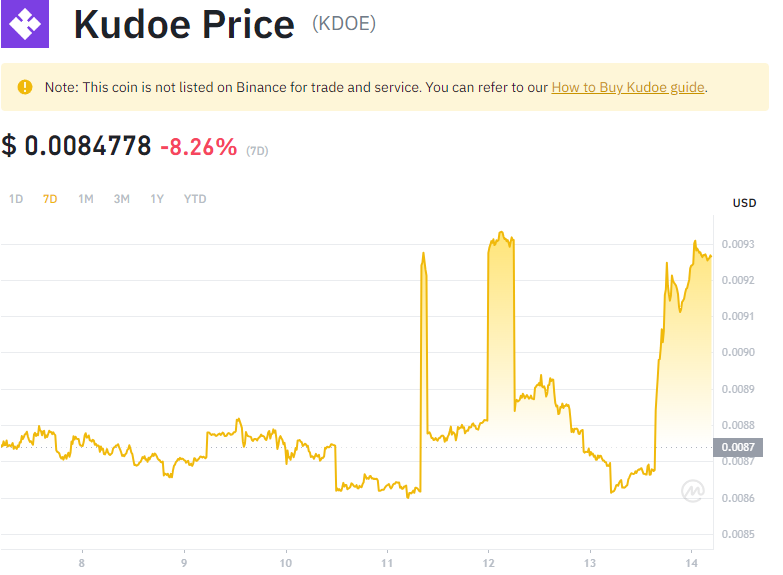 Kudoe Price (KDOE)
Note: This coin is not listed on Binance for trade and service. You can refer to our How to Buy Kudoe guide.
$ 0.0084778 -8.26% (7D)
1D 7D 1M 3M 1Y YTD
USD
0.0093
0.0092
0.0091
0.0090
0.0089
0.0088
0.0087
0.0087
0.0086
0.0085
8 9 10 11 12 13 14